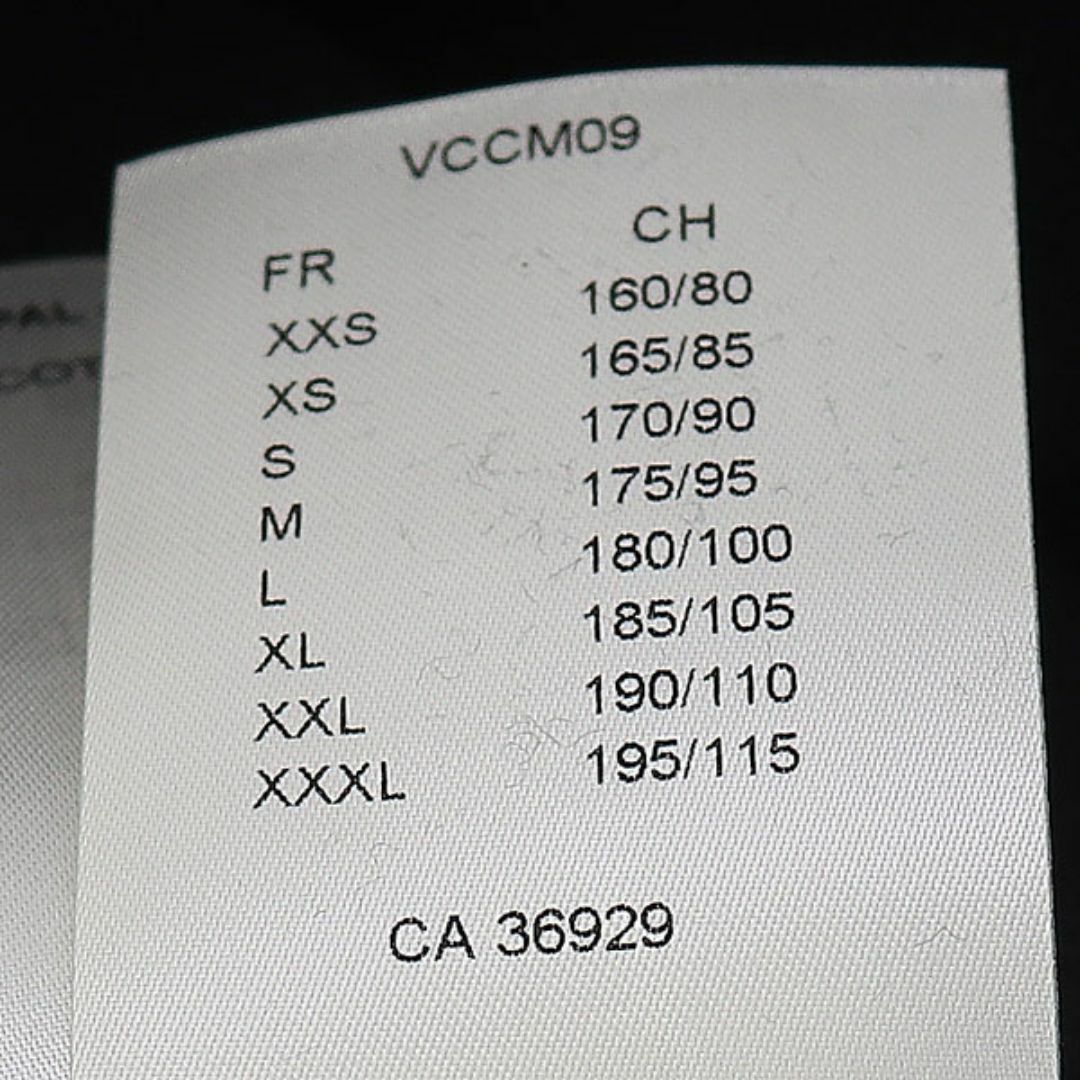 VCCM09
FR CH
XXS 160/80
XS 165/85
S 170/90
M 175/95
L 180/100
XL 185/105
XXL 190/110
XXXL 195/115
CA 36929